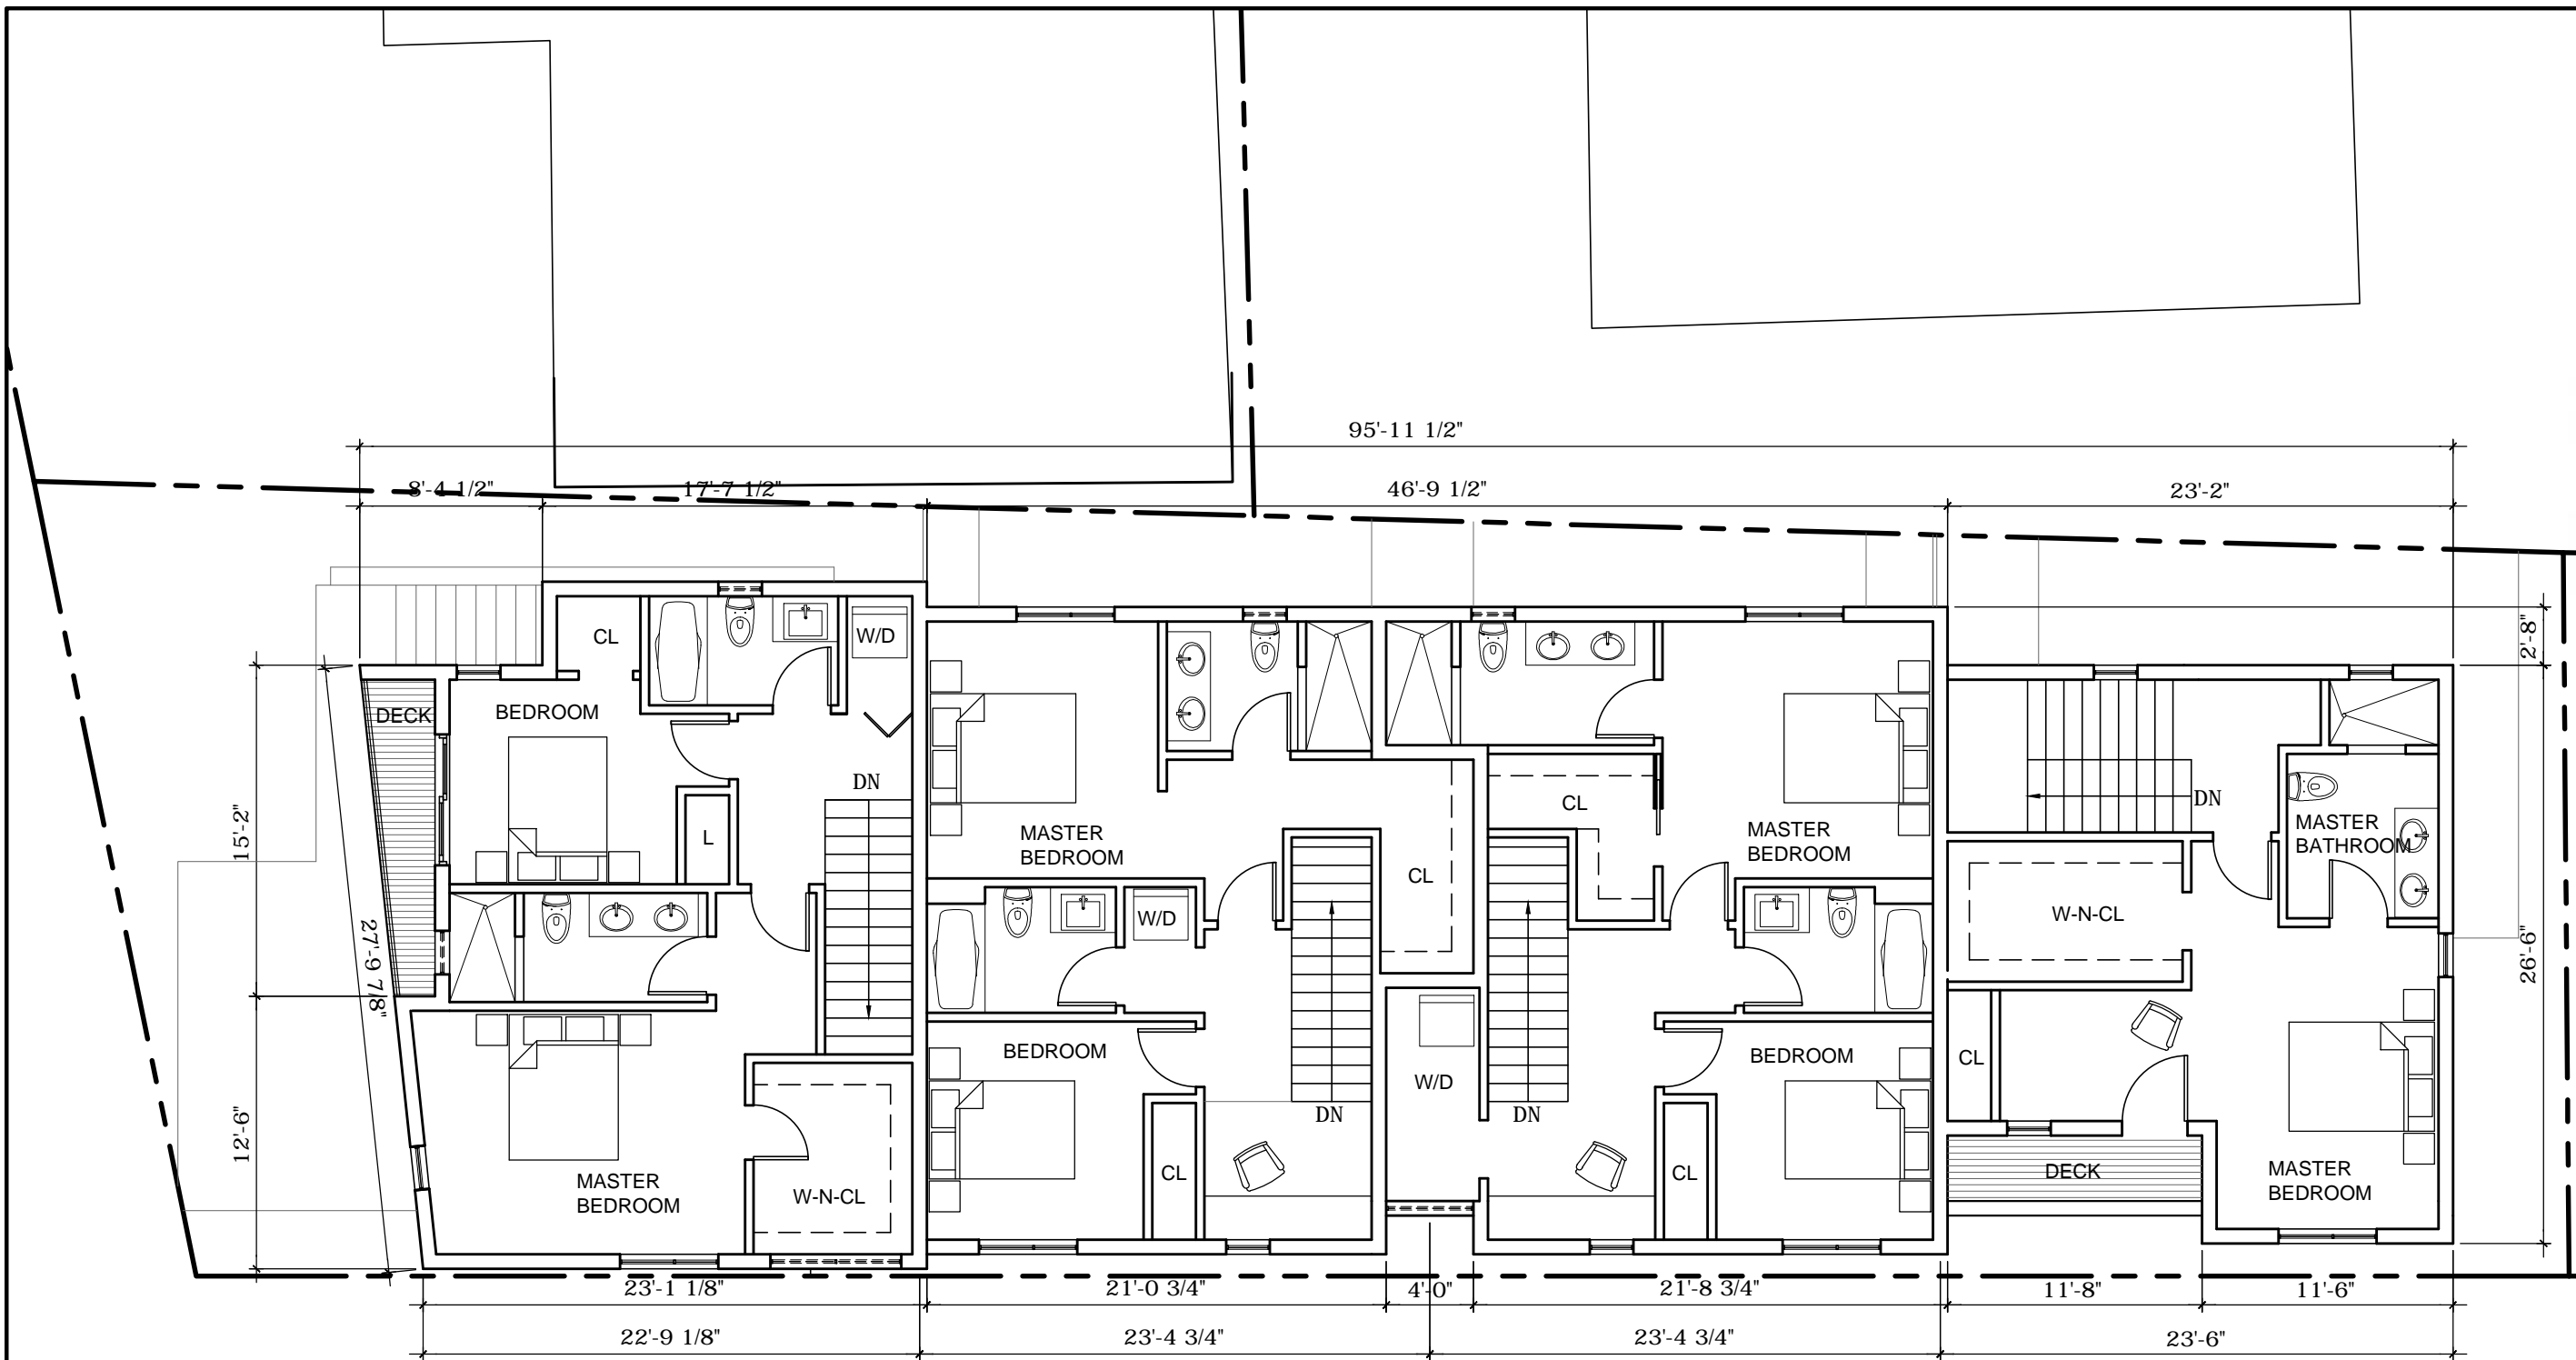 95'-11 1/2"
8'-4 1/2"
17'-7 1/2"
46'-9 1/2"
23'-2"
CL
W/D
2'-8"
DECK
BEDROOM
DN
L
15'-2"
27'-9 7/8"
12'-6"
MASTER
BEDROOM
W-N-CL
MASTER
BEDROOM
W/D
CL
BEDROOM
CL
DN
CL
MASTER
BEDROOM
W/D
DN
BEDROOM
CL
DN
MASTER
BATHROOM
W-N-CL
26'-6"
CL
DECK
MASTER
BEDROOM
23'-1 1/8"
21'-0 3/4"
4'-0"
21'-8 3/4"
11'-8"
11'-6"
22'-9 1/8"
23'-4 3/4"
23'-4 3/4"
23'-6"